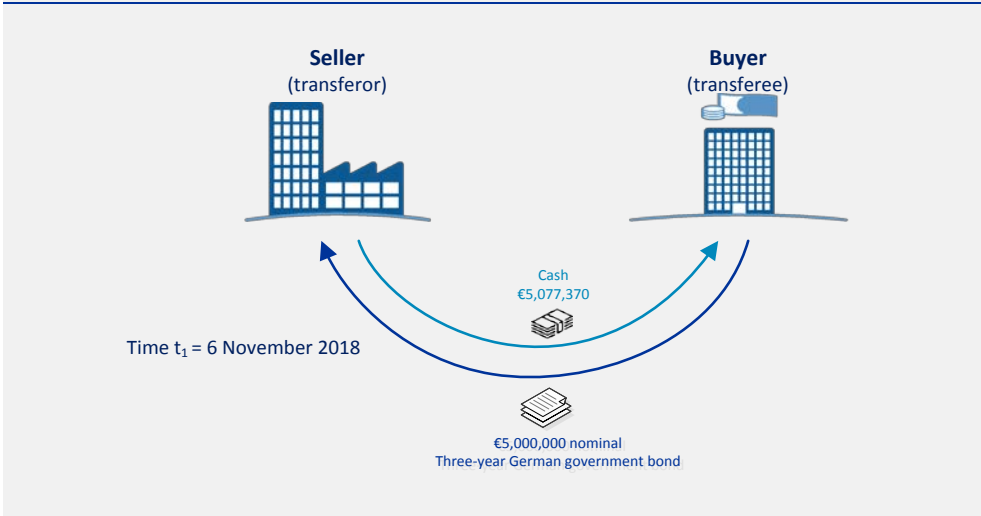 Seller
(transferor)
Buyer
(transferee)
Cash
€5,077,370
Time t₁ = 6 November 2018
€5,000,000 nominal
Three-year German government bond